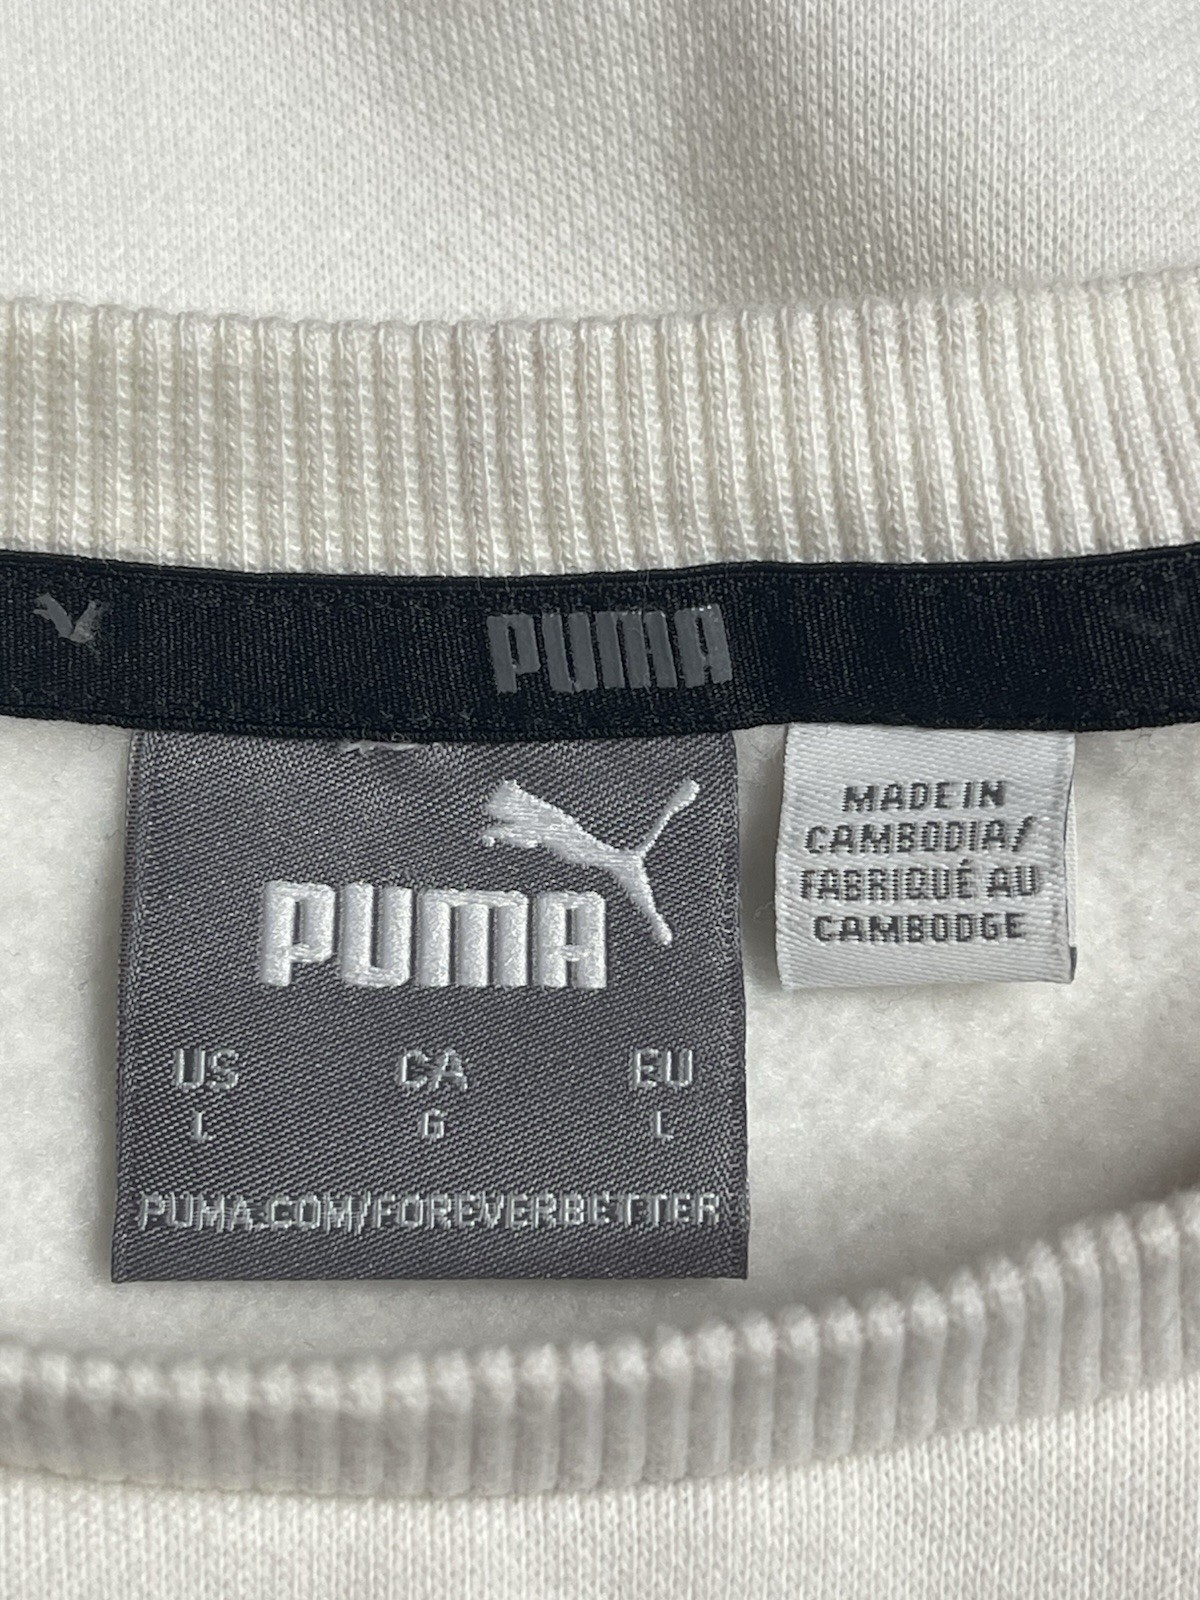 PUMA
PUMA
US CA EU
L G L
PUMA.COM/FOREVERBETTER
MADE IN
CAMBODIA/
FABRIQUÉ AU
CAMBODGE